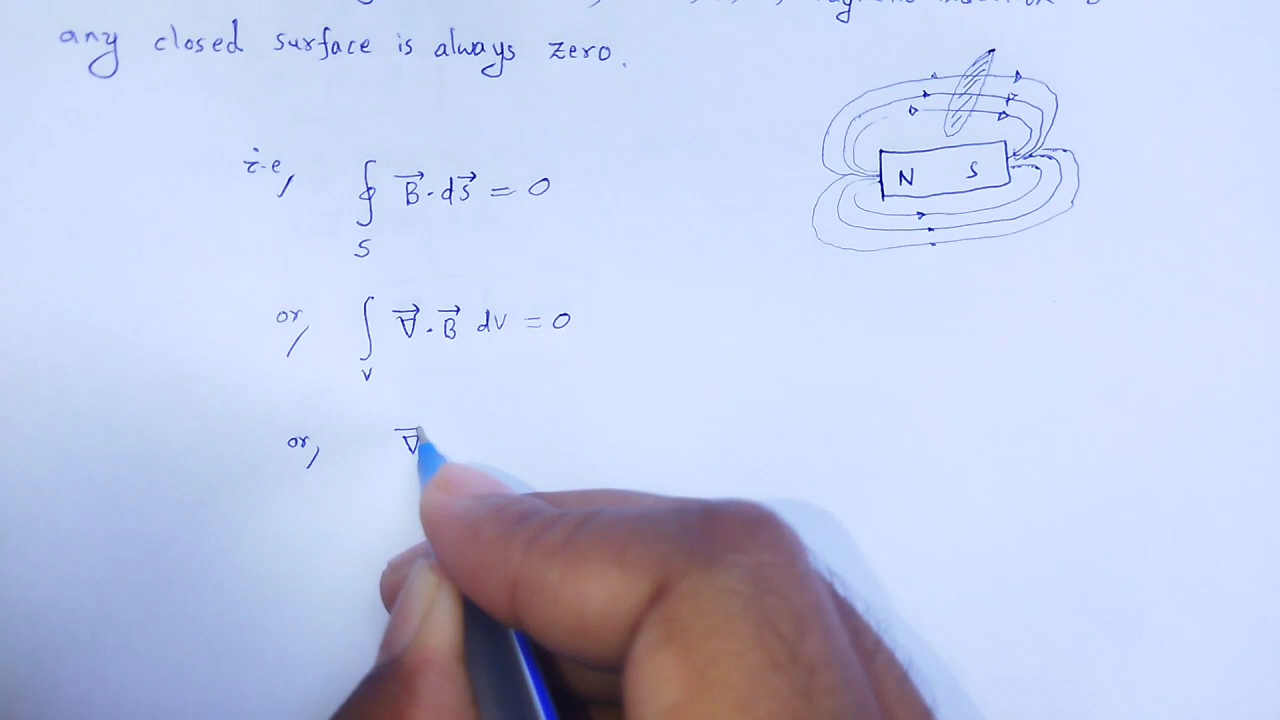 any closed surface is always zero.
i.e, ∮ B⃗·dS⃗ = 0
S
or, ∫ ∇⃗·B⃗ dv = 0
v
or, ∇⃗
N S